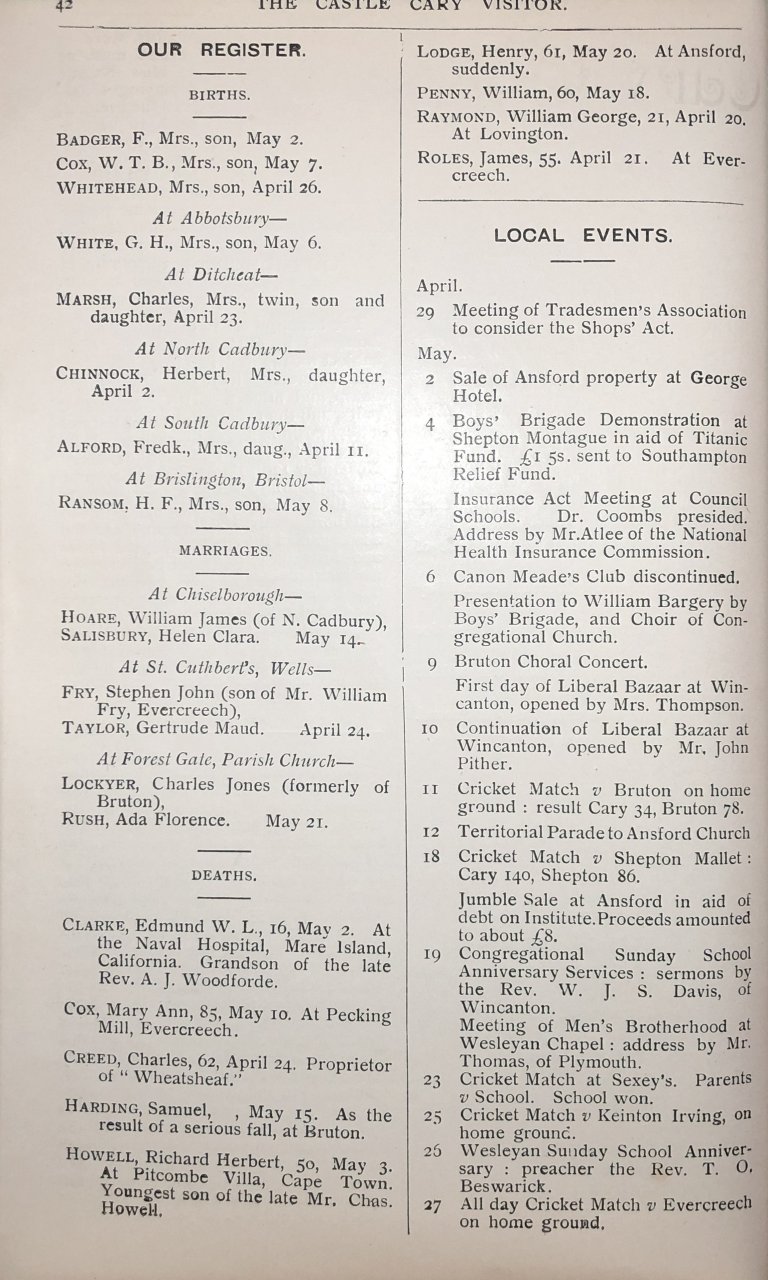 42
THE CASTLE CARY VISITOR.
OUR REGISTER.
BIRTHS.
BADGER, F., Mrs., son, May 2.
COX, W. T. B., Mrs., son, May 7.
WHITEHEAD, Mrs., son, April 26.
At Abbotsbury—
WHITE, G. H., Mrs., son, May 6.
At Ditcheat—
MARSH, Charles, Mrs., twin, son and
daughter, April 23.
At North Cadbury—
CHINNOCK, Herbert, Mrs., daughter,
April 2.
At South Cadbury—
ALFORD, Fredk., Mrs., daug., April 11.
At Brislington, Bristol—
RANSOM, H. F., Mrs., son, May 8.
MARRIAGES.
At Chiselborough—
HOARE, William James (of N. Cadbury),
SALISBURY, Helen Clara. May 14.
At St. Cuthbert's, Wells—
FRY, Stephen John (son of Mr. William
Fry, Evercreech),
TAYLOR, Gertrude Maud. April 24.
At Forest Gate, Parish Church—
LOCKYER, Charles Jones (formerly of
Bruton),
RUSH, Ada Florence. May 21.
DEATHS.
CLARKE, Edmund W. L., 16, May 2. At
the Naval Hospital, Mare Island,
California. Grandson of the late
Rev. A. J. Woodforde.
COX, Mary Ann, 85, May 10. At Pecking
Mill, Evercreech.
CREED, Charles, 62, April 24. Proprietor
of "Wheatsheaf."
HARDING, Samuel, , May 15. As the
result of a serious fall, at Bruton.
HOWELL, Richard Herbert, 50, May 3.
At Pitcombe Villa, Cape Town.
Youngest son of the late Mr. Chas.
Howell.
LODGE, Henry, 61, May 20. At Ansford,
suddenly.
PENNY, William, 60, May 18.
RAYMOND, William George, 21, April 20.
At Lovington.
ROLES, James, 55. April 21. At Ever-
creech.
LOCAL EVENTS.
April.
29 Meeting of Tradesmen's Association
to consider the Shops' Act.
May.
2 Sale of Ansford property at George
Hotel.
4 Boys' Brigade Demonstration at
Shepton Montague in aid of Titanic
Fund. £1 5s. sent to Southampton
Relief Fund.
Insurance Act Meeting at Council
Schools. Dr. Coombs presided.
Address by Mr.Atlee of the National
Health Insurance Commission.
6 Canon Meade's Club discontinued.
Presentation to William Bargery by
Boys' Brigade, and Choir of Con-
gregational Church.
9 Bruton Choral Concert.
First day of Liberal Bazaar at Win-
canton, opened by Mrs. Thompson.
10 Continuation of Liberal Bazaar at
Wincanton, opened by Mr. John
Pither.
11 Cricket Match v Bruton on home
ground : result Cary 34, Bruton 78.
12 Territorial Parade to Ansford Church
18 Cricket Match v Shepton Mallet :
Cary 140, Shepton 86.
Jumble Sale at Ansford in aid of
debt on Institute.Proceeds amounted
to about £8.
19 Congregational Sunday School
Anniversary Services : sermons by
the Rev. W. J. S. Davis, of
Wincanton.
Meeting of Men's Brotherhood at
Wesleyan Chapel : address by Mr.
Thomas, of Plymouth.
23 Cricket Match at Sexey's. Parents
v School. School won.
25 Cricket Match v Keinton Irving, on
home ground.
26 Wesleyan Sunday School Anniver-
sary : preacher the Rev. T. O.
Beswarick.
27 All day Cricket Match v Evercreech
on home ground.